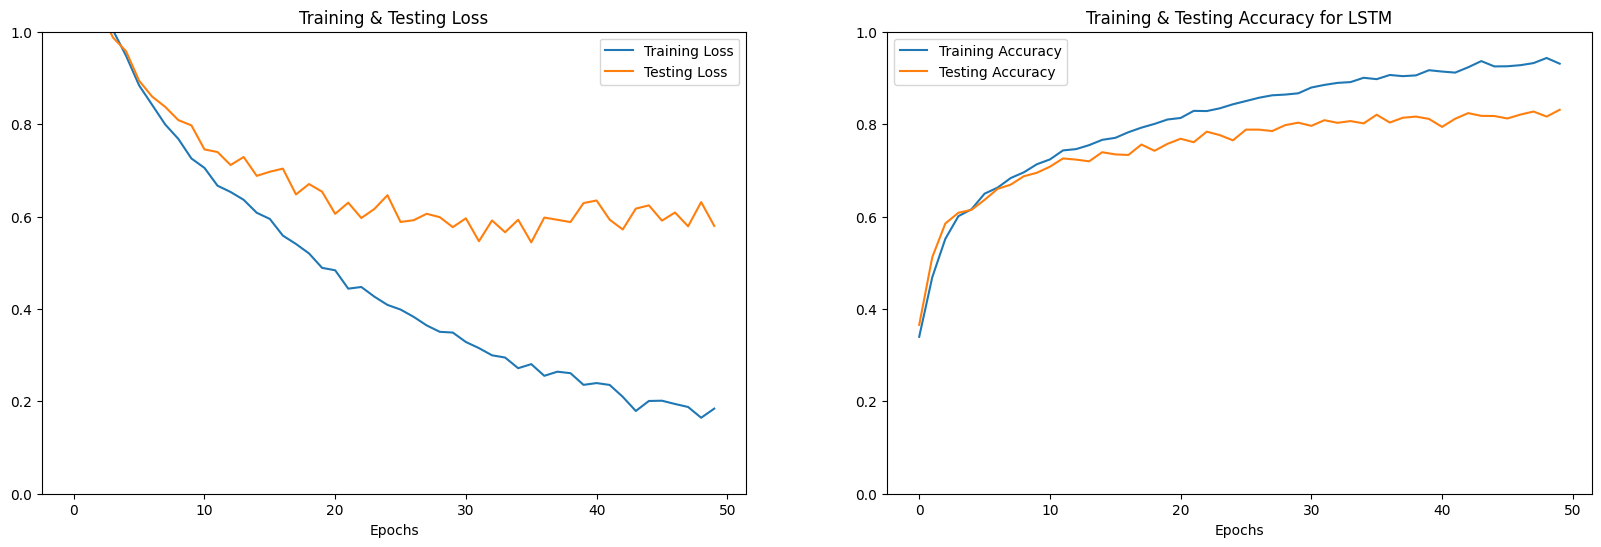 Training & Testing Loss
1.0
0.8
0.6
0.4
0.2
0.0
0 10 20 30 40 50
Epochs
Training Loss
Testing Loss
Training & Testing Accuracy for LSTM
1.0
0.8
0.6
0.4
0.2
0.0
0 10 20 30 40 50
Epochs
Training Accuracy
Testing Accuracy